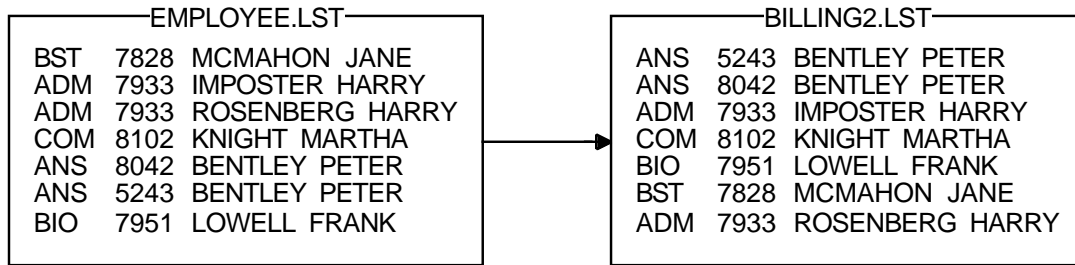 EMPLOYEE.LST
BST 7828 MCMAHON JANE
ADM 7933 IMPOSTER HARRY
ADM 7933 ROSENBERG HARRY
COM 8102 KNIGHT MARTHA
ANS 8042 BENTLEY PETER
ANS 5243 BENTLEY PETER
BIO 7951 LOWELL FRANK
BILLING2.LST
ANS 5243 BENTLEY PETER
ANS 8042 BENTLEY PETER
ADM 7933 IMPOSTER HARRY
COM 8102 KNIGHT MARTHA
BIO 7951 LOWELL FRANK
BST 7828 MCMAHON JANE
ADM 7933 ROSENBERG HARRY